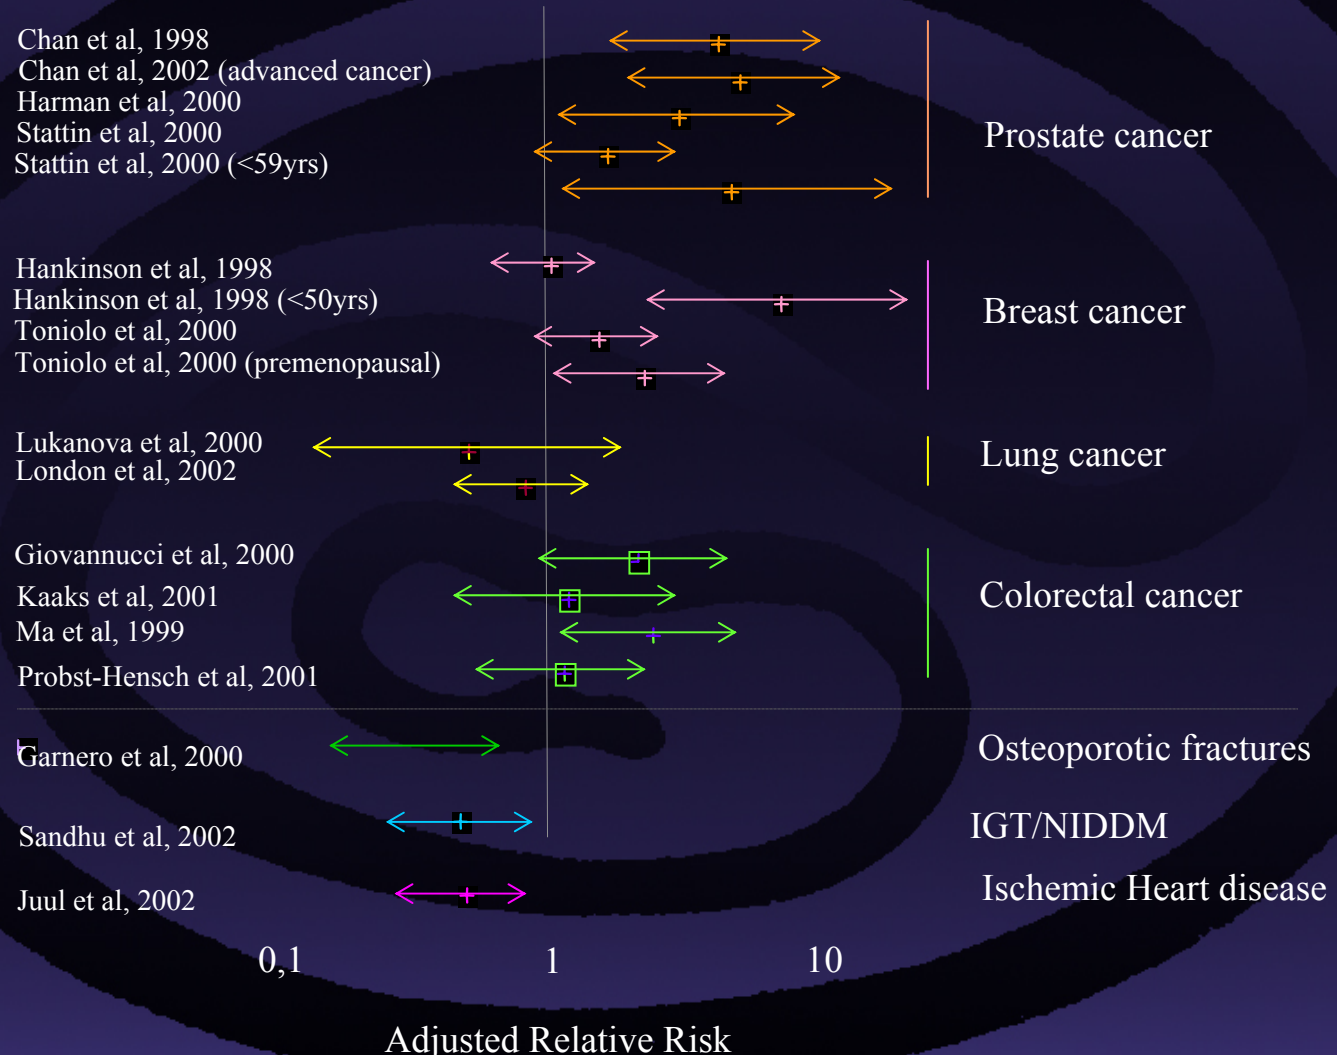 Chan et al, 1998
Chan et al, 2002 (advanced cancer)
Harman et al, 2000
Stattin et al, 2000
Stattin et al, 2000 (<59yrs)
Prostate cancer
Hankinson et al, 1998
Hankinson et al, 1998 (<50yrs)
Toniolo et al, 2000
Toniolo et al, 2000 (premenopausal)
Breast cancer
Lukanova et al, 2000
London et al, 2002
Lung cancer
Giovannucci et al, 2000
Kaaks et al, 2001
Ma et al, 1999
Probst-Hensch et al, 2001
Colorectal cancer
Garnero et al, 2000
Osteoporotic fractures
Sandhu et al, 2002
IGT/NIDDM
Juul et al, 2002
Ischemic Heart disease
0,1 1 10
Adjusted Relative Risk